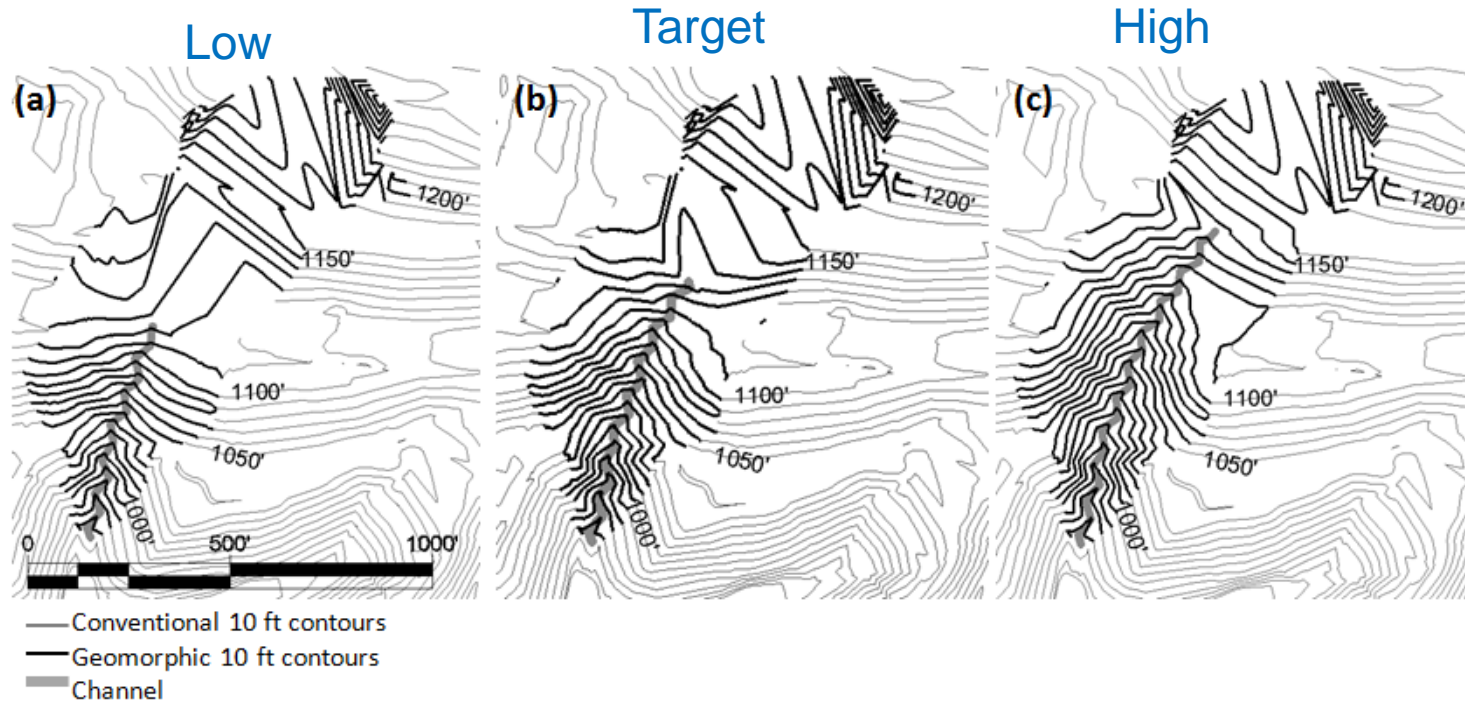 Low Target High
(a) (b) (c)
1200' 1200' 1200'
1150' 1150' 1150'
1100' 1100' 1100'
1050' 1050' 1050'
1000' 1000' 1000'
0 500' 1000'
Conventional 10 ft contours
Geomorphic 10 ft contours
Channel